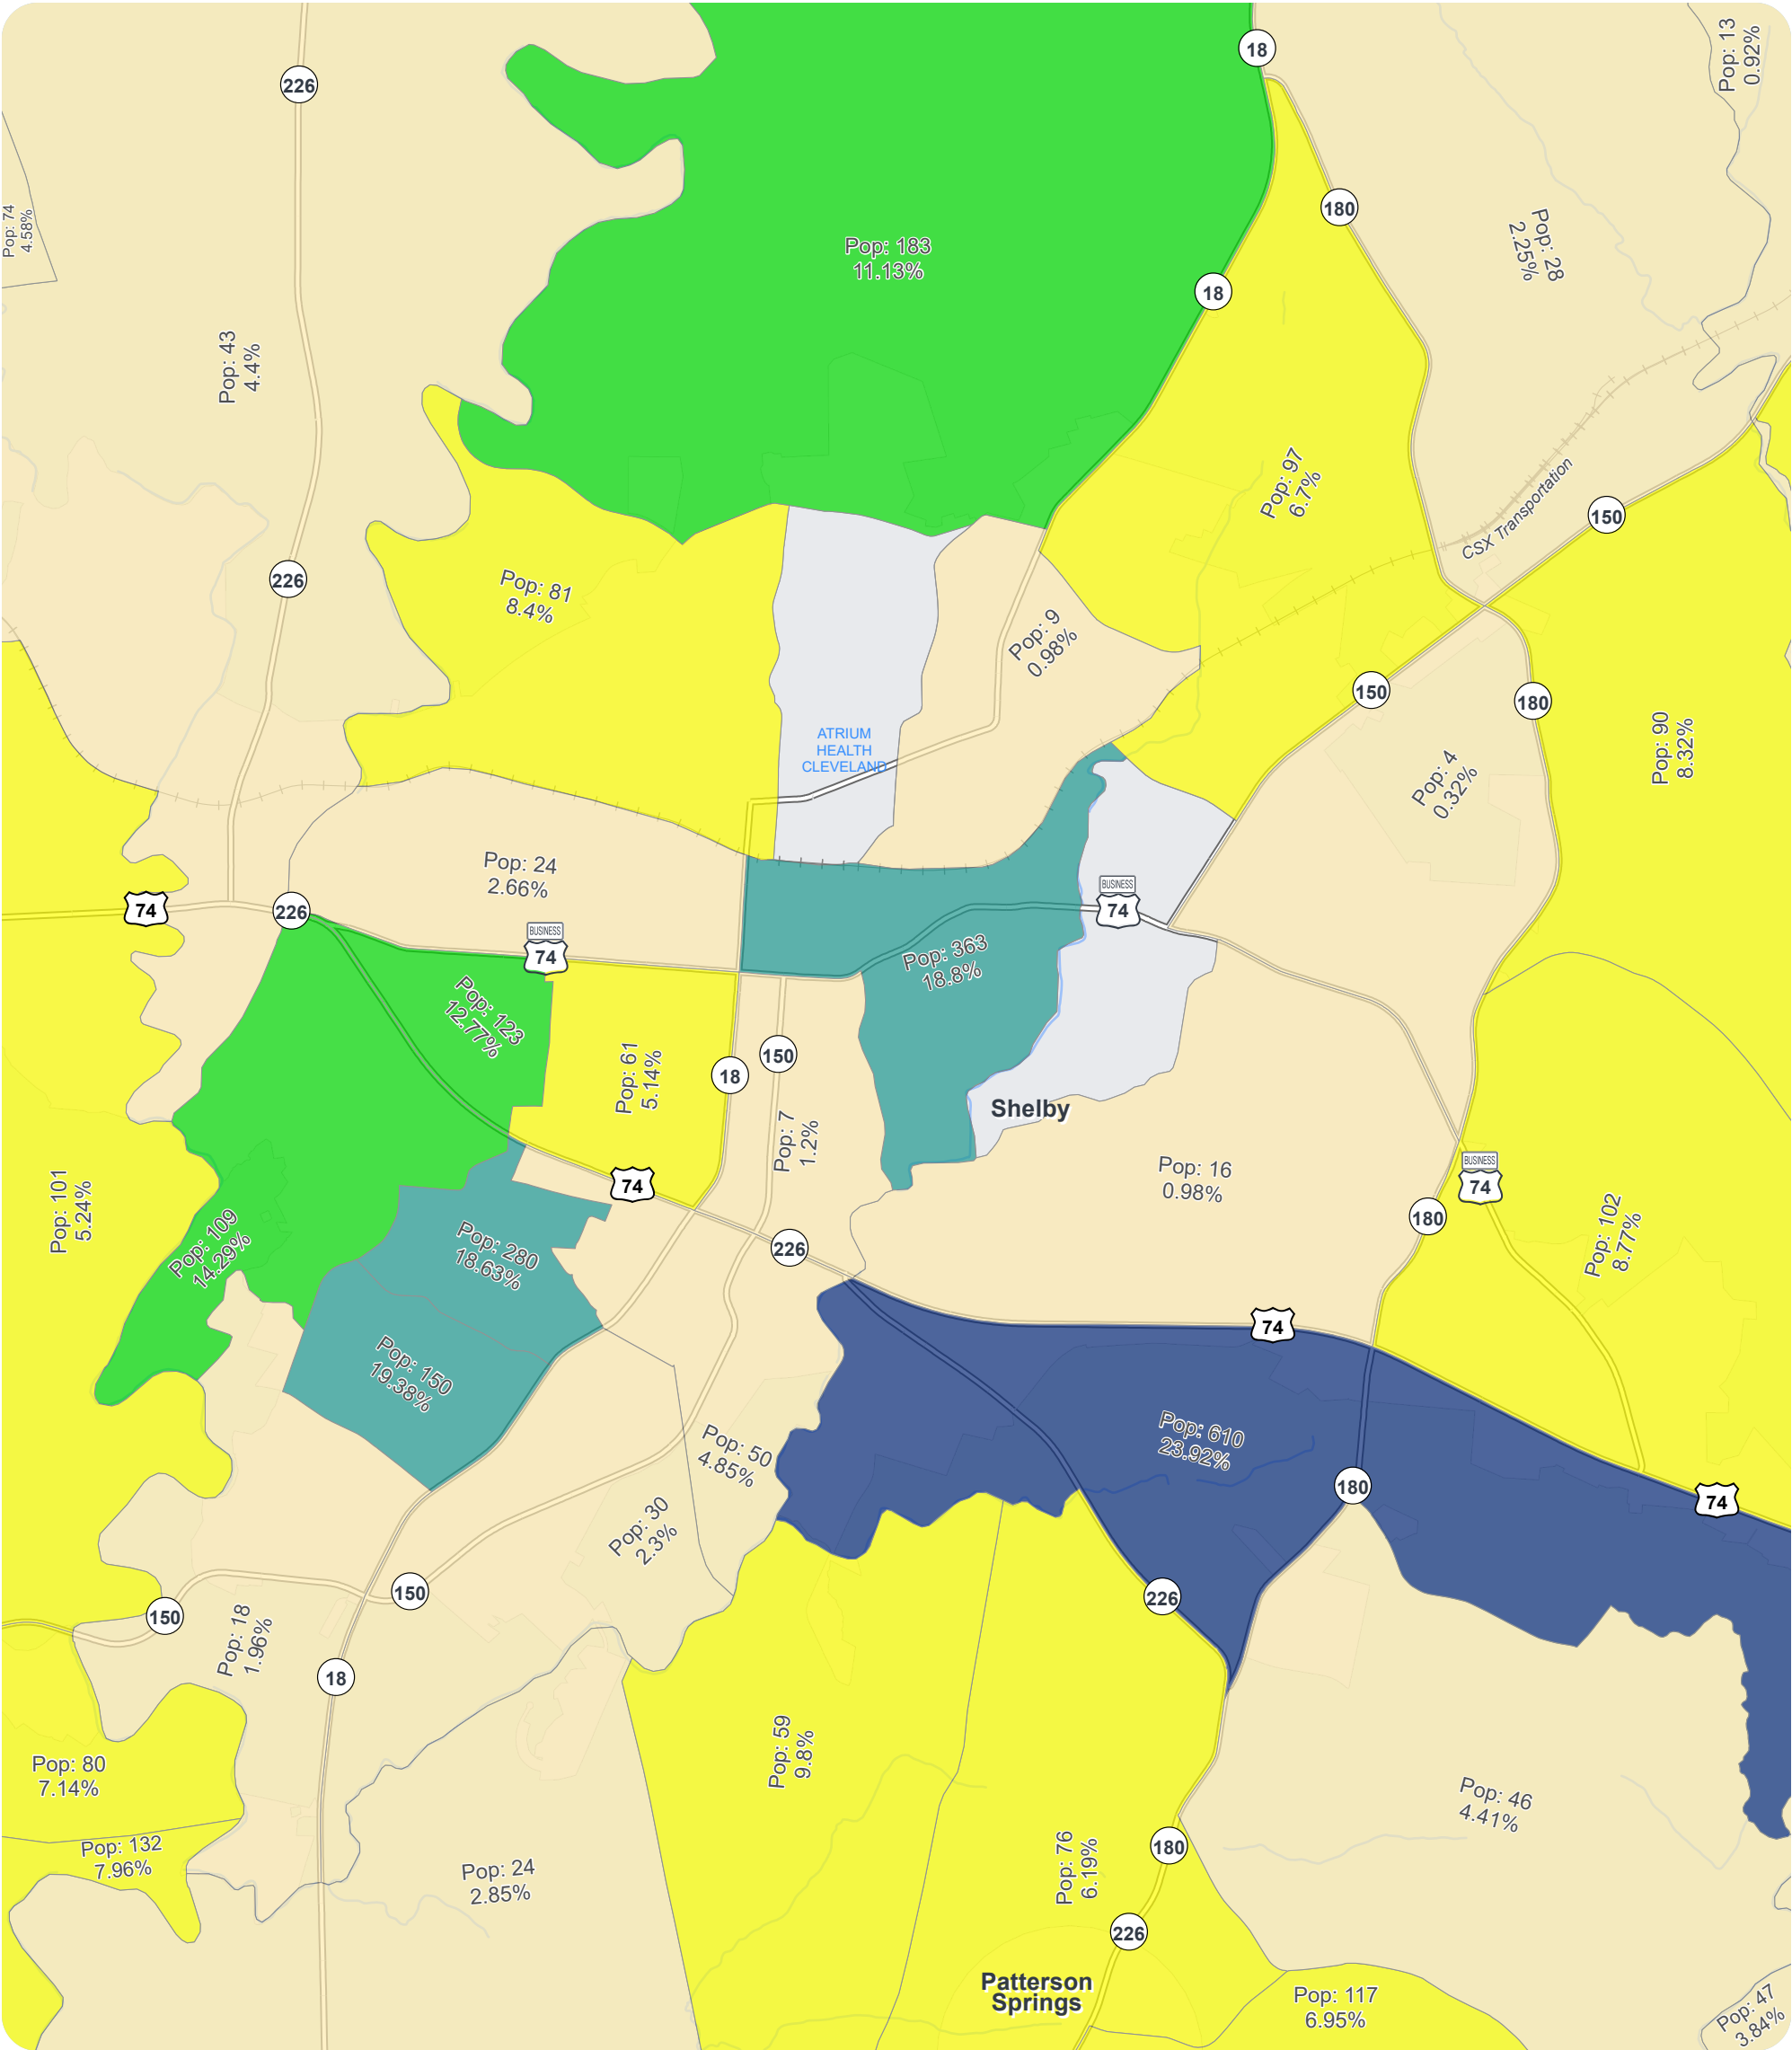 18
Pop: 13
0.92%
226
180
Pop: 74
4.58%
Pop: 183
11.13%
Pop: 28
2.25%
18
Pop: 43
4.4%
Pop: 97
6.7%
CSX Transportation
150
226
Pop: 81
8.4%
Pop: 9
0.98%
150
180
ATRIUM
HEALTH
CLEVELAND
Pop: 90
8.32%
Pop: 4
0.32%
Pop: 24
2.66%
BUSINESS
74
74
226
BUSINESS
74
Pop: 363
18.8%
Pop: 123
12.77%
Pop: 61
5.14%
18
150
Shelby
Pop: 7
1.2%
Pop: 16
0.98%
BUSINESS
74
74
Pop: 101
5.24%
180
Pop: 109
14.29%
Pop: 280
18.63%
226
Pop: 102
8.77%
74
Pop: 150
19.38%
Pop: 50
4.85%
Pop: 610
23.92%
180
74
Pop: 30
2.3%
150
226
150
Pop: 18
1.96%
18
Pop: 59
9.8%
Pop: 80
7.14%
Pop: 46
4.41%
Pop: 132
7.96%
Pop: 76
6.19%
180
Pop: 24
2.85%
226
Patterson
Springs
Pop: 117
6.95%
Pop: 47
3.84%